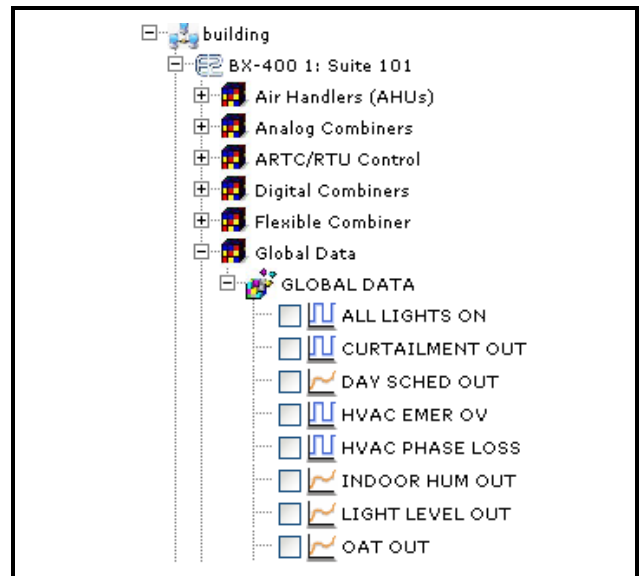 building
E2 BX-400 1: Suite 101
Air Handlers (AHUs)
Analog Combiners
ARTC/RTU Control
Digital Combiners
Flexible Combiner
Global Data
GLOBAL DATA
ALL LIGHTS ON
CURTAILMENT OUT
DAY SCHED OUT
HVAC EMER OV
HVAC PHASE LOSS
INDOOR HUM OUT
LIGHT LEVEL OUT
OAT OUT